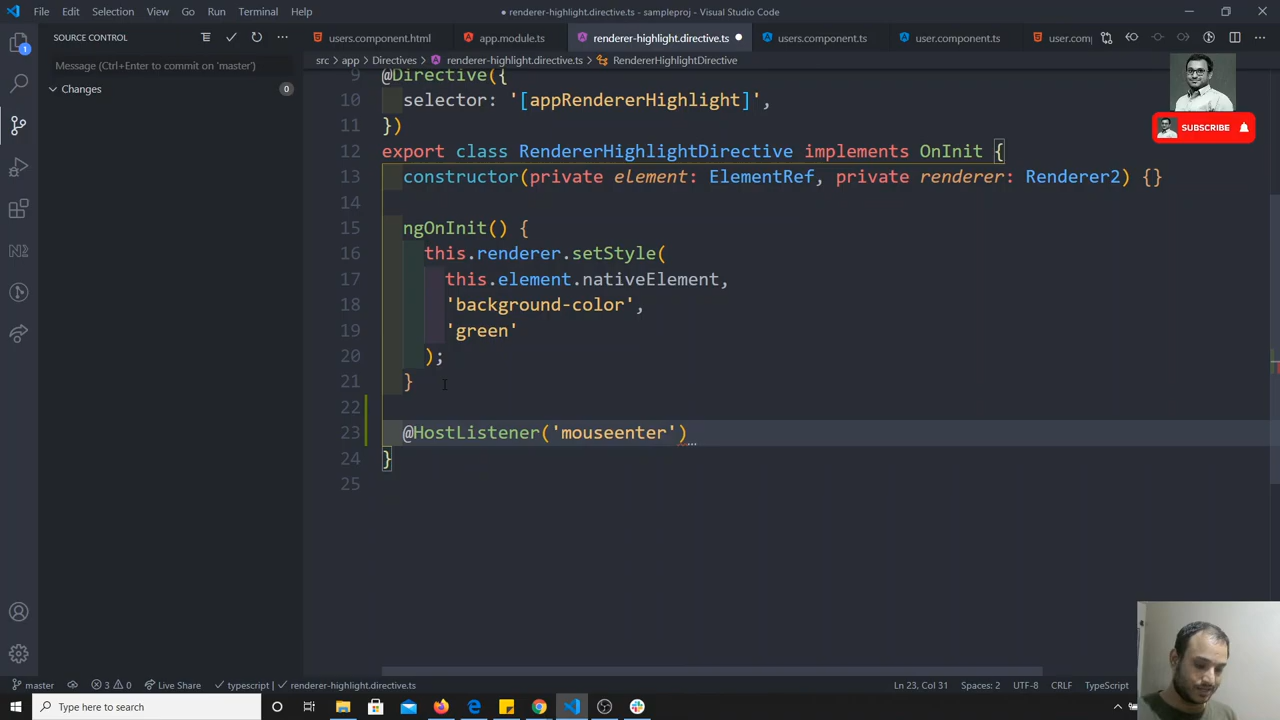 File Edit Selection View Go Run Terminal Help
● renderer-highlight.directive.ts - sampleproj - Visual Studio Code
SOURCE CONTROL
users.component.html
app.module.ts
renderer-highlight.directive.ts ●
users.component.ts
user.component.ts
user.comp
1
Message (Ctrl+Enter to commit on 'master')
src > app > Directives > renderer-highlight.directive.ts > RendererHighlightDirective
Changes 0
9 @Directive({
10 selector: '[appRendererHighlight]',
11 })
12 export class RendererHighlightDirective implements OnInit {
13 constructor(private element: ElementRef, private renderer: Renderer2) {}
14
15 ngOnInit() {
16 this.renderer.setStyle(
17 this.element.nativeElement,
18 'background-color',
19 'green'
20 );
21 }
22
23 @HostListener('mouseenter')
24 }
25
SUBSCRIBE
N2
master
3 0
Live Share
typescript | renderer-highlight.directive.ts
Ln 23, Col 31
Spaces: 2
UTF-8
CRLF
TypeScript
Type here to search